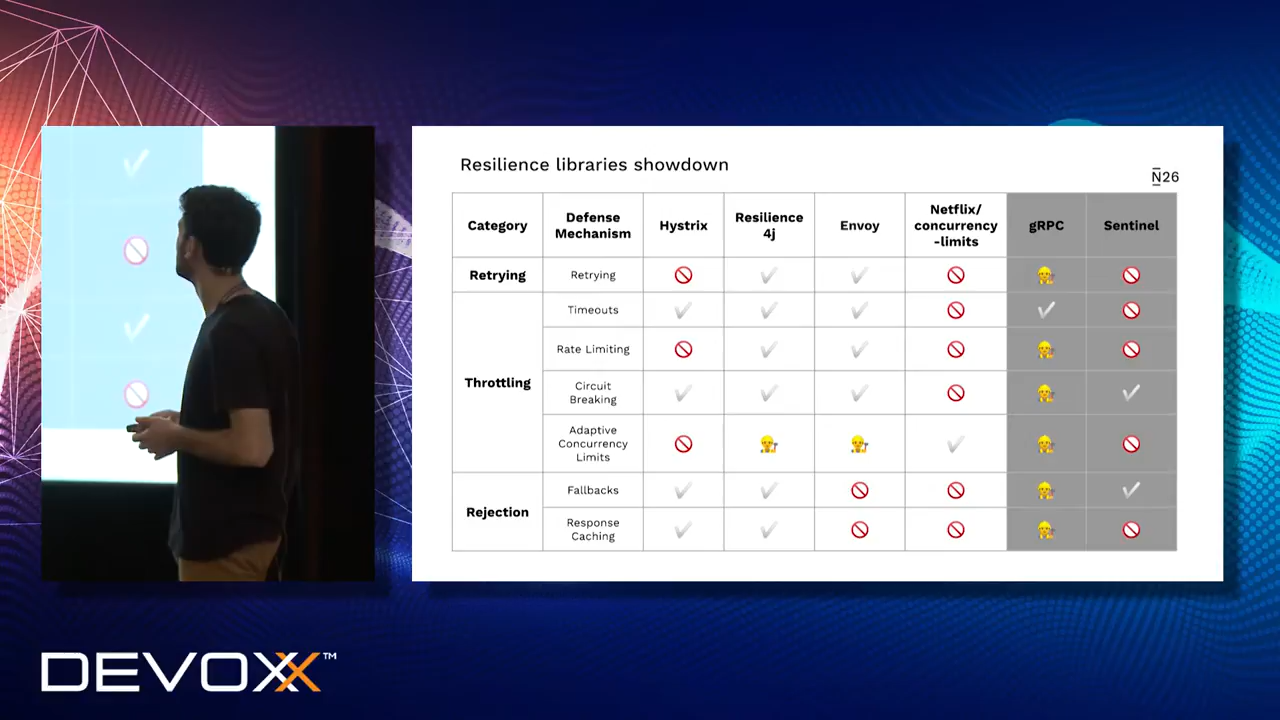 Resilience libraries showdown
N26
Category
Defense
Mechanism
Hystrix
Resilience
4j
Envoy
Netflix/
concurrency
-limits
gRPC
Sentinel
Retrying
Retrying
Throttling
Timeouts
Rate Limiting
Circuit
Breaking
Adaptive
Concurrency
Limits
Rejection
Fallbacks
Response
Caching
DEVOXX™